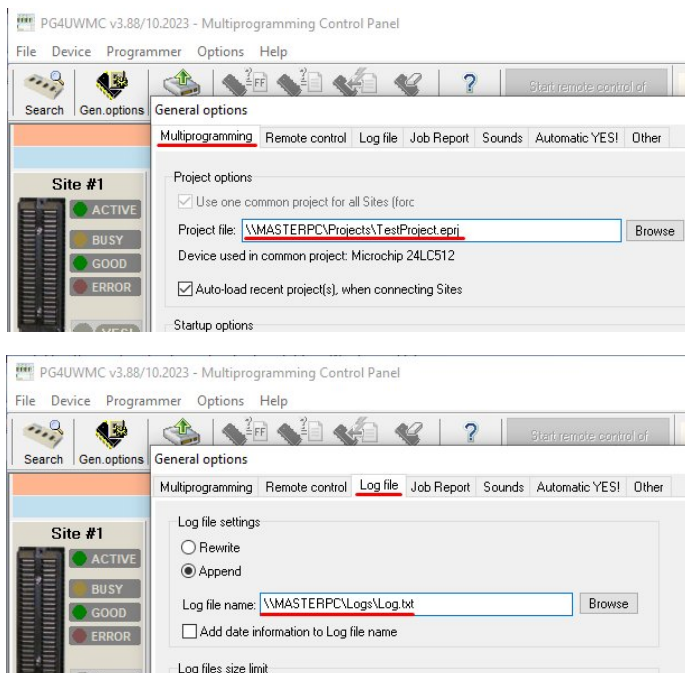 PG4UWMC v3.88/10.2023 - Multiprogramming Control Panel
File Device Programmer Options Help
Search Gen.options
Start remote control of
General options
Multiprogramming Remote control Log file Job Report Sounds Automatic YES! Other
Project options
Use one common project for all Sites (forc
Project file: \\MASTERPC\Projects\TestProject.eprj Browse
Device used in common project: Microchip 24LC512
Auto-load recent project(s), when connecting Sites
Startup options
Site #1
ACTIVE
BUSY
GOOD
ERROR
YES!
PG4UWMC v3.88/10.2023 - Multiprogramming Control Panel
File Device Programmer Options Help
Search Gen.options
Start remote control of
General options
Multiprogramming Remote control Log file Job Report Sounds Automatic YES! Other
Log file settings
Rewrite
Append
Log file name: \\MASTERPC\Logs\Log.txt Browse
Add date information to Log file name
Log files size limit
Site #1
ACTIVE
BUSY
GOOD
ERROR